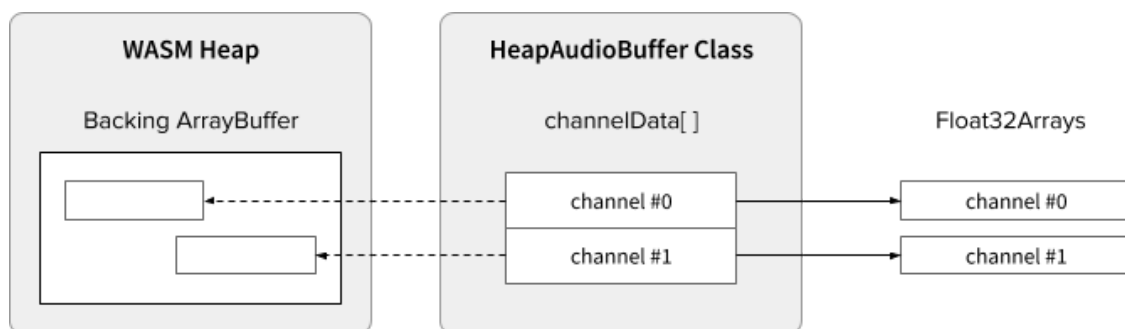 WASM Heap
Backing ArrayBuffer
HeapAudioBuffer Class
channelData[ ]
channel #0
channel #1
Float32Arrays
channel #0
channel #1